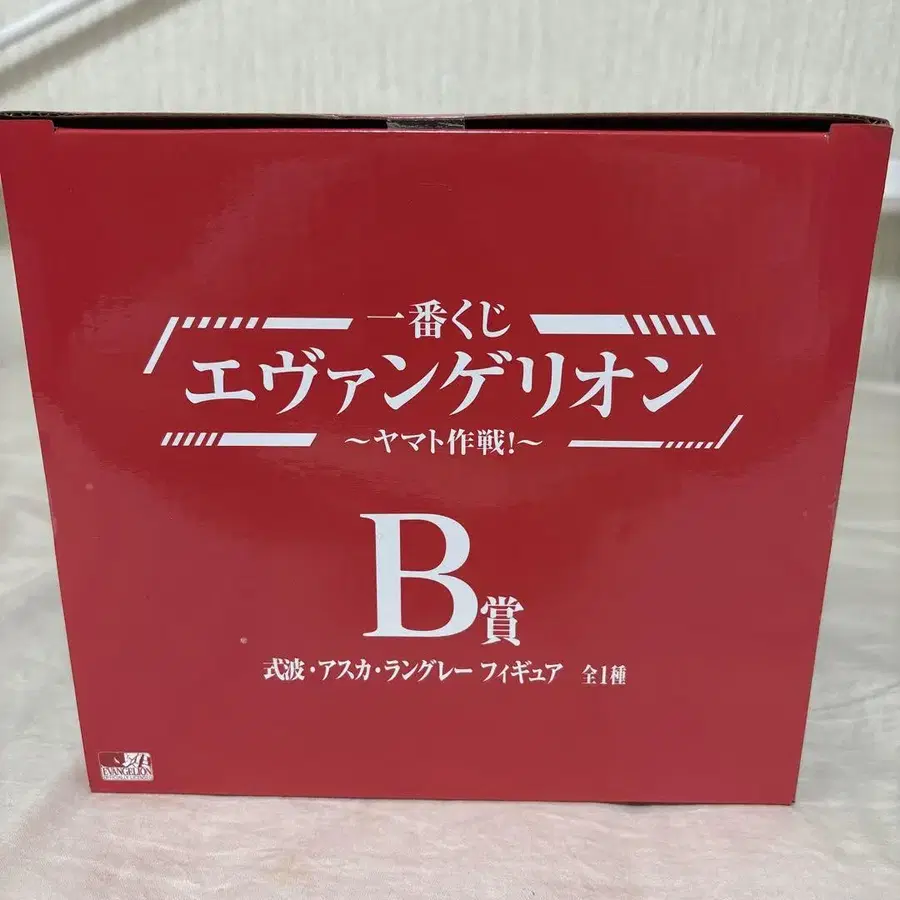 一番くじ
エヴァンゲリオン
～ヤマト作戦!～
B賞
式波・アスカ・ラングレー フィギュア 全1種
EVANGELION